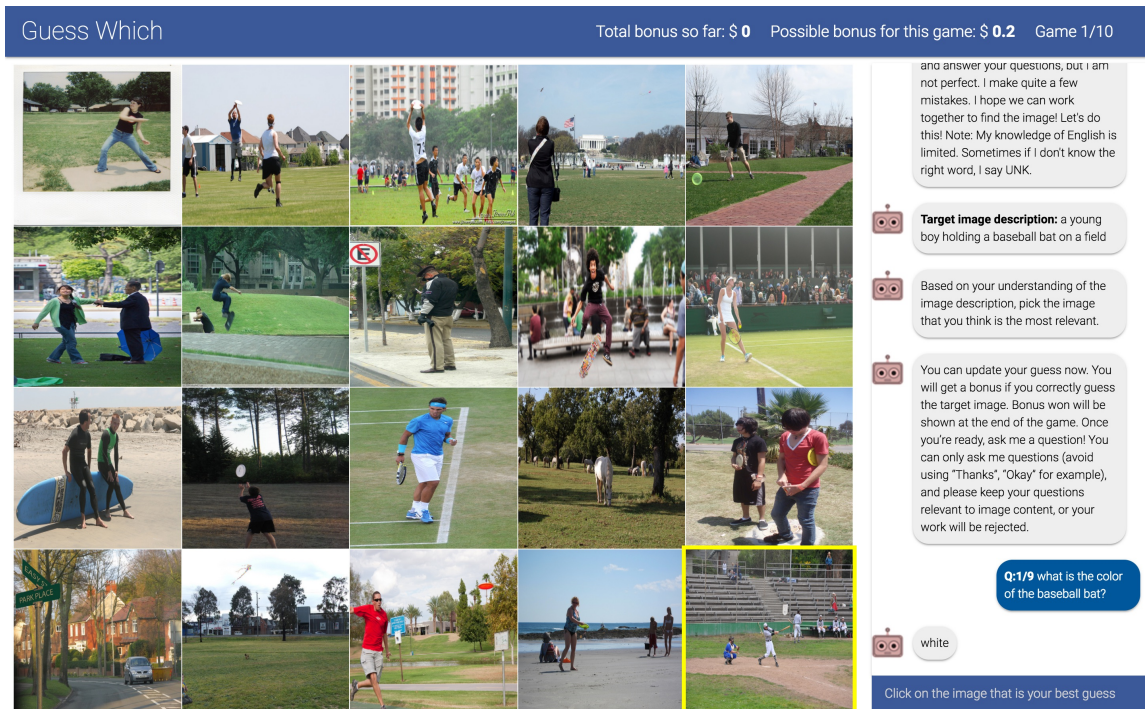 Guess Which
Total bonus so far: $ 0 Possible bonus for this game: $ 0.2 Game 1/10
and answer your questions, but I am
not perfect. I make quite a few
mistakes. I hope we can work
together to find the image! Let's do
this! Note: My knowledge of English is
limited. Sometimes if I don't know the
right word, I say UNK.
Target image description: a young
boy holding a baseball bat on a field
Based on your understanding of the
image description, pick the image
that you think is the most relevant.
You can update your guess now. You
will get a bonus if you correctly guess
the target image. Bonus won will be
shown at the end of the game. Once
you're ready, ask me a question! You
can only ask me questions (avoid
using "Thanks", "Okay" for example),
and please keep your questions
relevant to image content, or your
work will be rejected.
Q:1/9 what is the color
of the baseball bat?
white
Click on the image that is your best guess
E
PARK PLACE